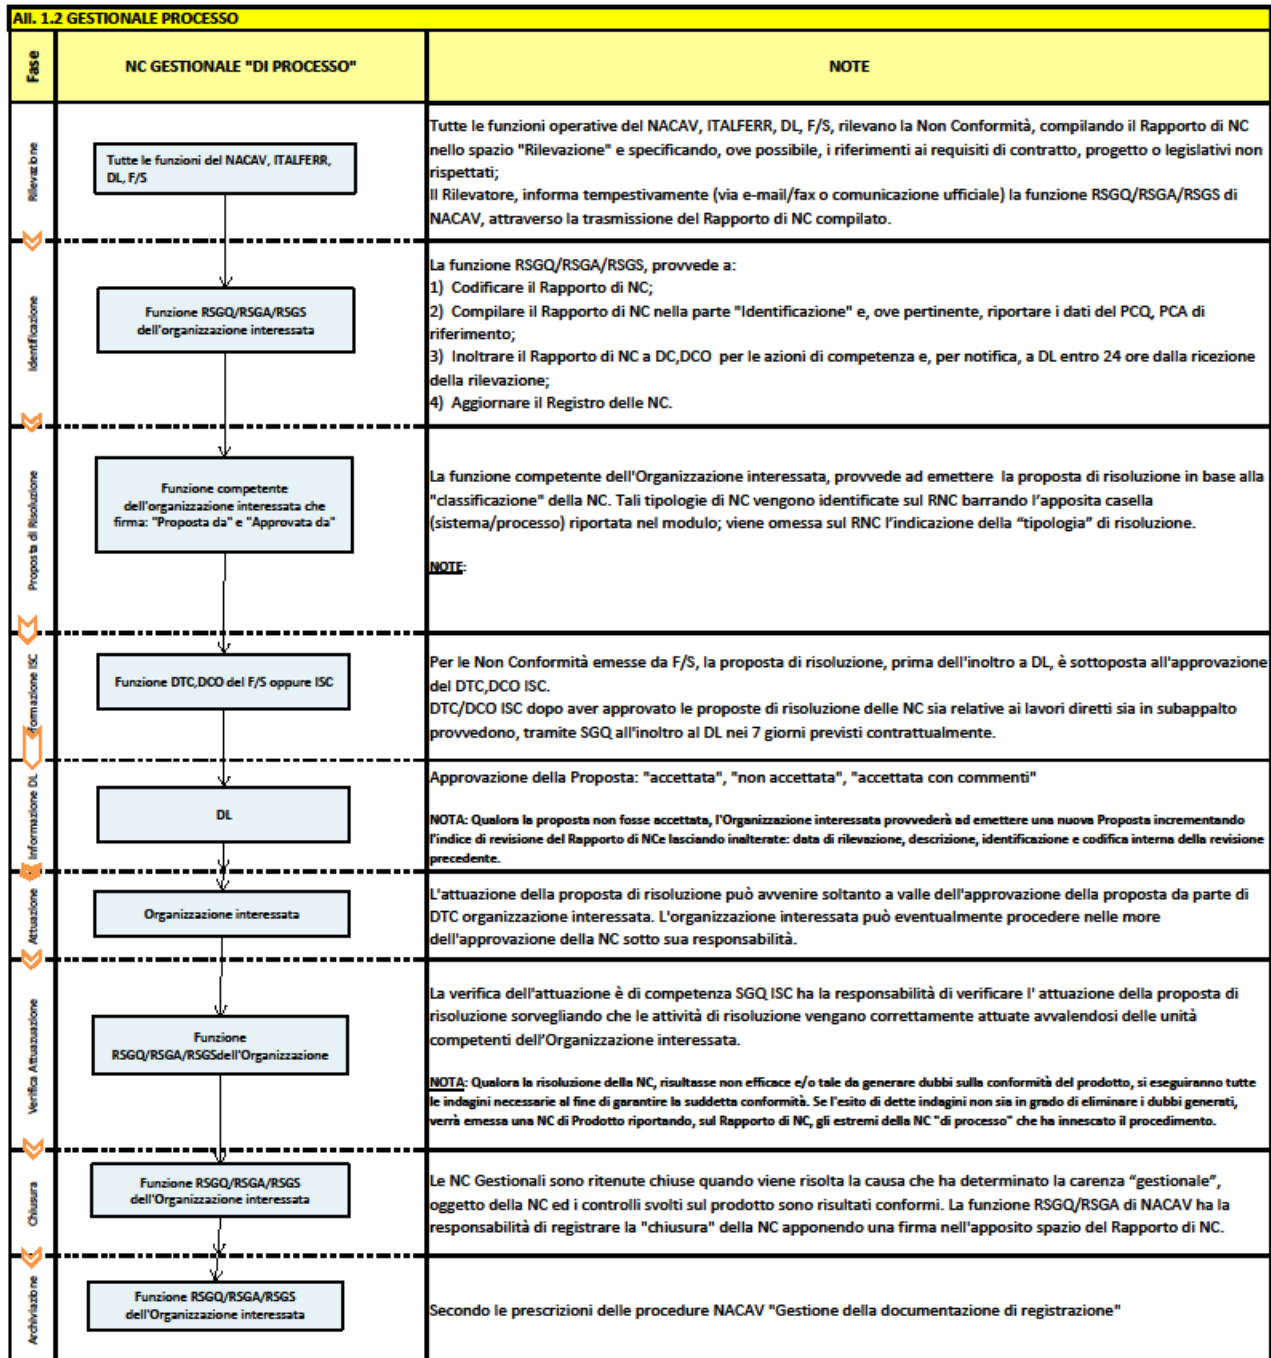 All. 1.2 GESTIONALE PROCESSO
Fase
NC GESTIONALE "DI PROCESSO"
NOTE
Rilevazione
Tutte le funzioni del NACAV, ITALFERR,
DL, F/S
Tutte le funzioni operative del NACAV, ITALFERR, DL, F/S, rilevano la Non Conformità, compilando il Rapporto di NC
nello spazio "Rilevazione" e specificando, ove possibile, i riferimenti ai requisiti di contratto, progetto o legislativi non
rispettati;
Il Rilevatore, informa tempestivamente (via e-mail/fax o comunicazione ufficiale) la funzione RSGQ/RSGA/RSGS di
NACAV, attraverso la trasmissione del Rapporto di NC compilato.
Identificazione
Funzione RSGQ/RSGA/RSGS
dell'organizzazione interessata
La funzione RSGQ/RSGA/RSGS, provvede a:
1) Codificare il Rapporto di NC;
2) Compilare il Rapporto di NC nella parte "Identificazione" e, ove pertinente, riportare i dati del PCQ, PCA di
riferimento;
3) Inoltrare il Rapporto di NC a DC,DCO per le azioni di competenza e, per notifica, a DL entro 24 ore dalla ricezione
della rilevazione;
4) Aggiornare il Registro delle NC.
Proposta di Risoluzione
Funzione competente
dell'organizzazione interessata che
firma: "Proposta da" e "Approvata da"
La funzione competente dell'Organizzazione interessata, provvede ad emettere la proposta di risoluzione in base alla
"classificazione" della NC. Tali tipologie di NC vengono identificate sul RNC barrando l'apposita casella
(sistema/processo) riportata nel modulo; viene omessa sul RNC l'indicazione della "tipologia" di risoluzione.
NOTE:
formazione ISC
Funzione DTC,DCO del F/S oppure ISC
Per le Non Conformità emesse da F/S, la proposta di risoluzione, prima dell'inoltro a DL, è sottoposta all'approvazione
del DTC,DCO ISC.
DTC/DCO ISC dopo aver approvato le proposte di risoluzione delle NC sia relative ai lavori diretti sia in subappalto
provvedono, tramite SGQ all'inoltro al DL nei 7 giorni previsti contrattualmente.
Informazione DL
DL
Approvazione della Proposta: "accettata", "non accettata", "accettata con commenti"
NOTA: Qualora la proposta non fosse accettata, l'Organizzazione interessata provvederà ad emettere una nuova Proposta incrementando
l'indice di revisione del Rapporto di NCe lasciando inalterate: data di rilevazione, descrizione, identificazione e codifica interna della revisione
precedente.
Attuazione
Organizzazione interessata
L'attuazione della proposta di risoluzione può avvenire soltanto a valle dell'approvazione della proposta da parte di
DTC organizzazione interessata. L'organizzazione interessata può eventualmente procedere nelle more
dell'approvazione della NC sotto sua responsabilità.
Verifica Attuazuazione
Funzione
RSGQ/RSGA/RSGSdell'Organizzazione
La verifica dell'attuazione è di competenza SGQ ISC ha la responsabilità di verificare l' attuazione della proposta di
risoluzione sorvegliando che le attività di risoluzione vengano correttamente attuate avvalendosi delle unità
competenti dell'Organizzazione interessata.
NOTA: Qualora la risoluzione della NC, risultasse non efficace e/o tale da generare dubbi sulla conformità del prodotto, si eseguiranno tutte
le indagini necessarie al fine di garantire la suddetta conformità. Se l'esito di dette indagini non sia in grado di eliminare i dubbi generati,
verrà emessa una NC di Prodotto riportando, sul Rapporto di NC, gli estremi della NC "di processo" che ha innescato il procedimento.
Chiusura
Funzione RSGQ/RSGA/RSGS
dell'Organizzazione interessata
Le NC Gestionali sono ritenute chiuse quando viene risolta la causa che ha determinato la carenza "gestionale",
oggetto della NC ed i controlli svolti sul prodotto sono risultati conformi. La funzione RSGQ/RSGA di NACAV ha la
responsabilità di registrare la "chiusura" della NC apponendo una firma nell'apposito spazio del Rapporto di NC.
Archiviazione
Funzione RSGQ/RSGA/RSGS
dell'Organizzazione interessata
Secondo le prescrizioni delle procedure NACAV "Gestione della documentazione di registrazione"